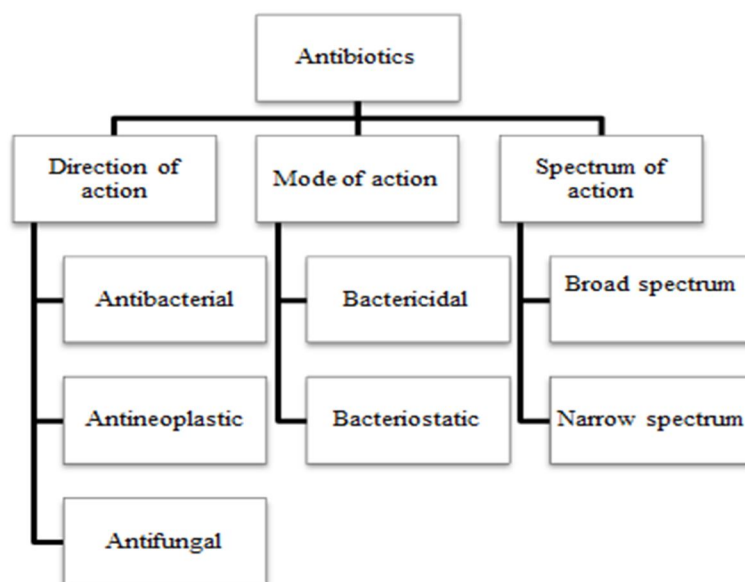 Antibiotics
Direction of
action
Mode of action
Spectrum of
action
Antibacterial
Bactericidal
Broad spectrum
Antineoplastic
Bacteriostatic
Narrow spectrum
Antifungal